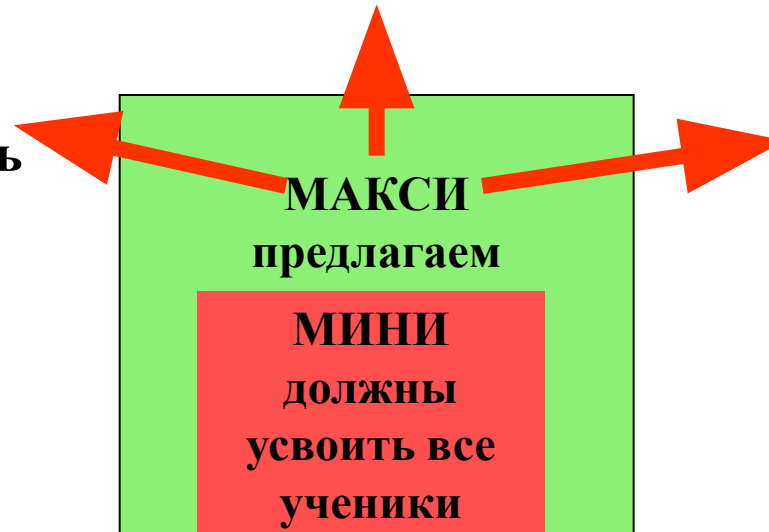 МАКСИ
предлагаем
МИНИ
должны
усвоить все
ученики